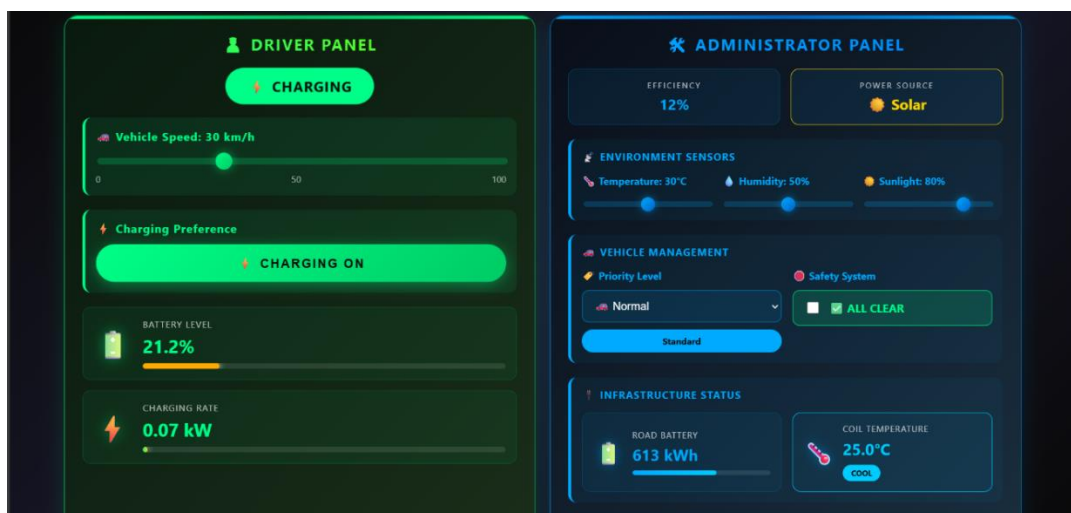 DRIVER PANEL
CHARGING
Vehicle Speed: 30 km/h
0 50 100
Charging Preference
CHARGING ON
BATTERY LEVEL
21.2%
CHARGING RATE
0.07 kW
ADMINISTRATOR PANEL
EFFICIENCY
12%
POWER SOURCE
Solar
ENVIRONMENT SENSORS
Temperature: 30°C Humidity: 50% Sunlight: 80%
VEHICLE MANAGEMENT
Priority Level
Normal
Standard
Safety System
ALL CLEAR
INFRASTRUCTURE STATUS
ROAD BATTERY
613 kWh
COIL TEMPERATURE
25.0°C
COOL